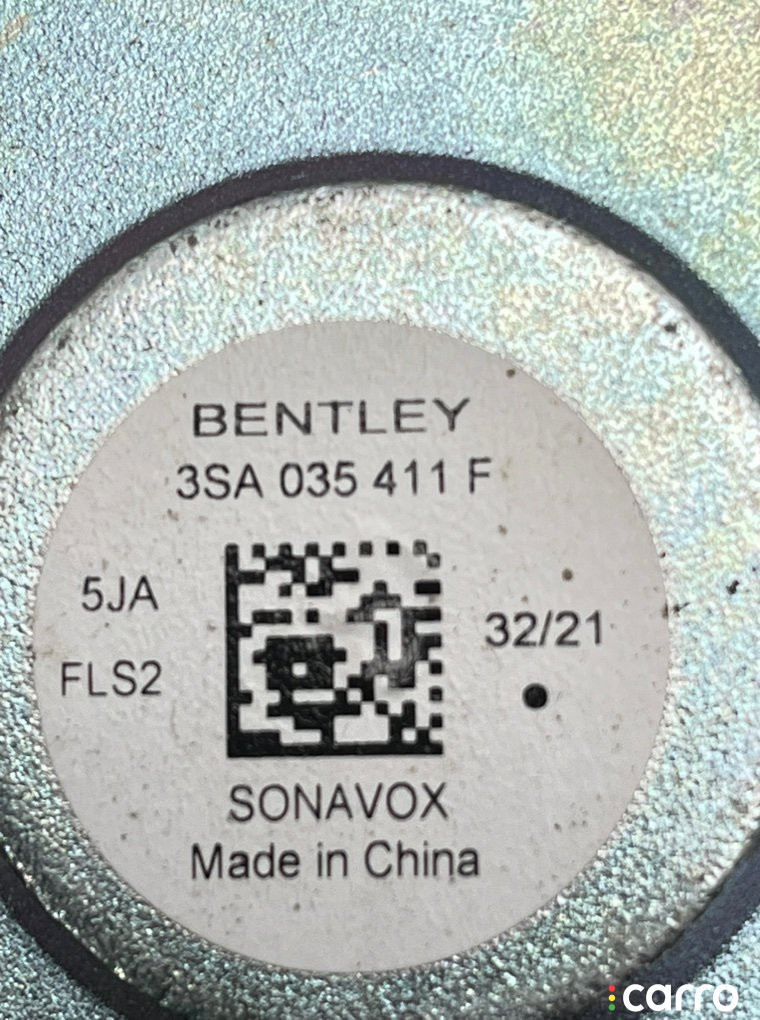 BENTLEY
3SA 035 411 F
5JA
32/21
FLS2
SONAVOX
Made in China
carro